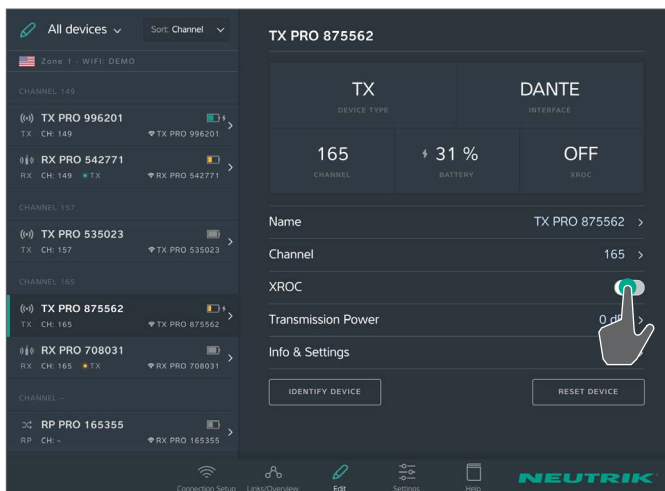 All devices
Sort: Channel
Zone 1 - WIFI: DEMO
CHANNEL 149
TX PRO 996201
TX CH: 149 TX PRO 996201
RX PRO 542771
RX CH: 149 TX RX PRO 542771
CHANNEL 157
TX PRO 535023
TX CH: 157 TX PRO 535023
CHANNEL 165
TX PRO 875562
TX CH: 165 TX PRO 875562
RX PRO 708031
RX CH: 165 TX RX PRO 708031
CHANNEL –
RP PRO 165355
RP CH: – RX PRO 165355
TX PRO 875562
TX
DEVICE TYPE
DANTE
INTERFACE
165
CHANNEL
31 %
BATTERY
OFF
XROC
Name TX PRO 875562
Channel 165
XROC
Transmission Power 0
Info & Settings
IDENTIFY DEVICE
RESET DEVICE
Connection Setup
Links/Overview
Edit
Settings
Help
NEUTRIK